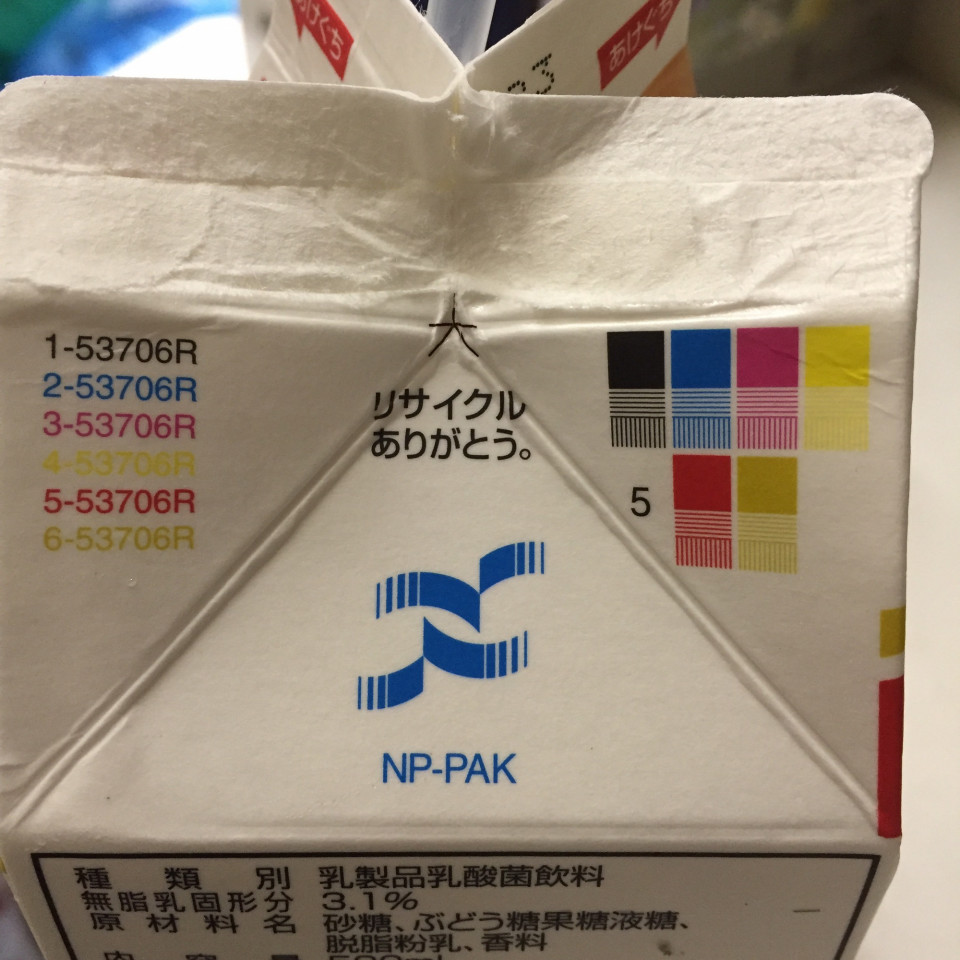 あけぐち
あけぐち
大
1-53706R
2-53706R
3-53706R
4-53706R
5-53706R
6-53706R
リサイクル
ありがとう。
5
NP-PAK
種類別 乳製品乳酸菌飲料
無脂乳固形分 3.1%
原材料名 砂糖、ぶどう糖果糖液糖、
脱脂粉乳、香料